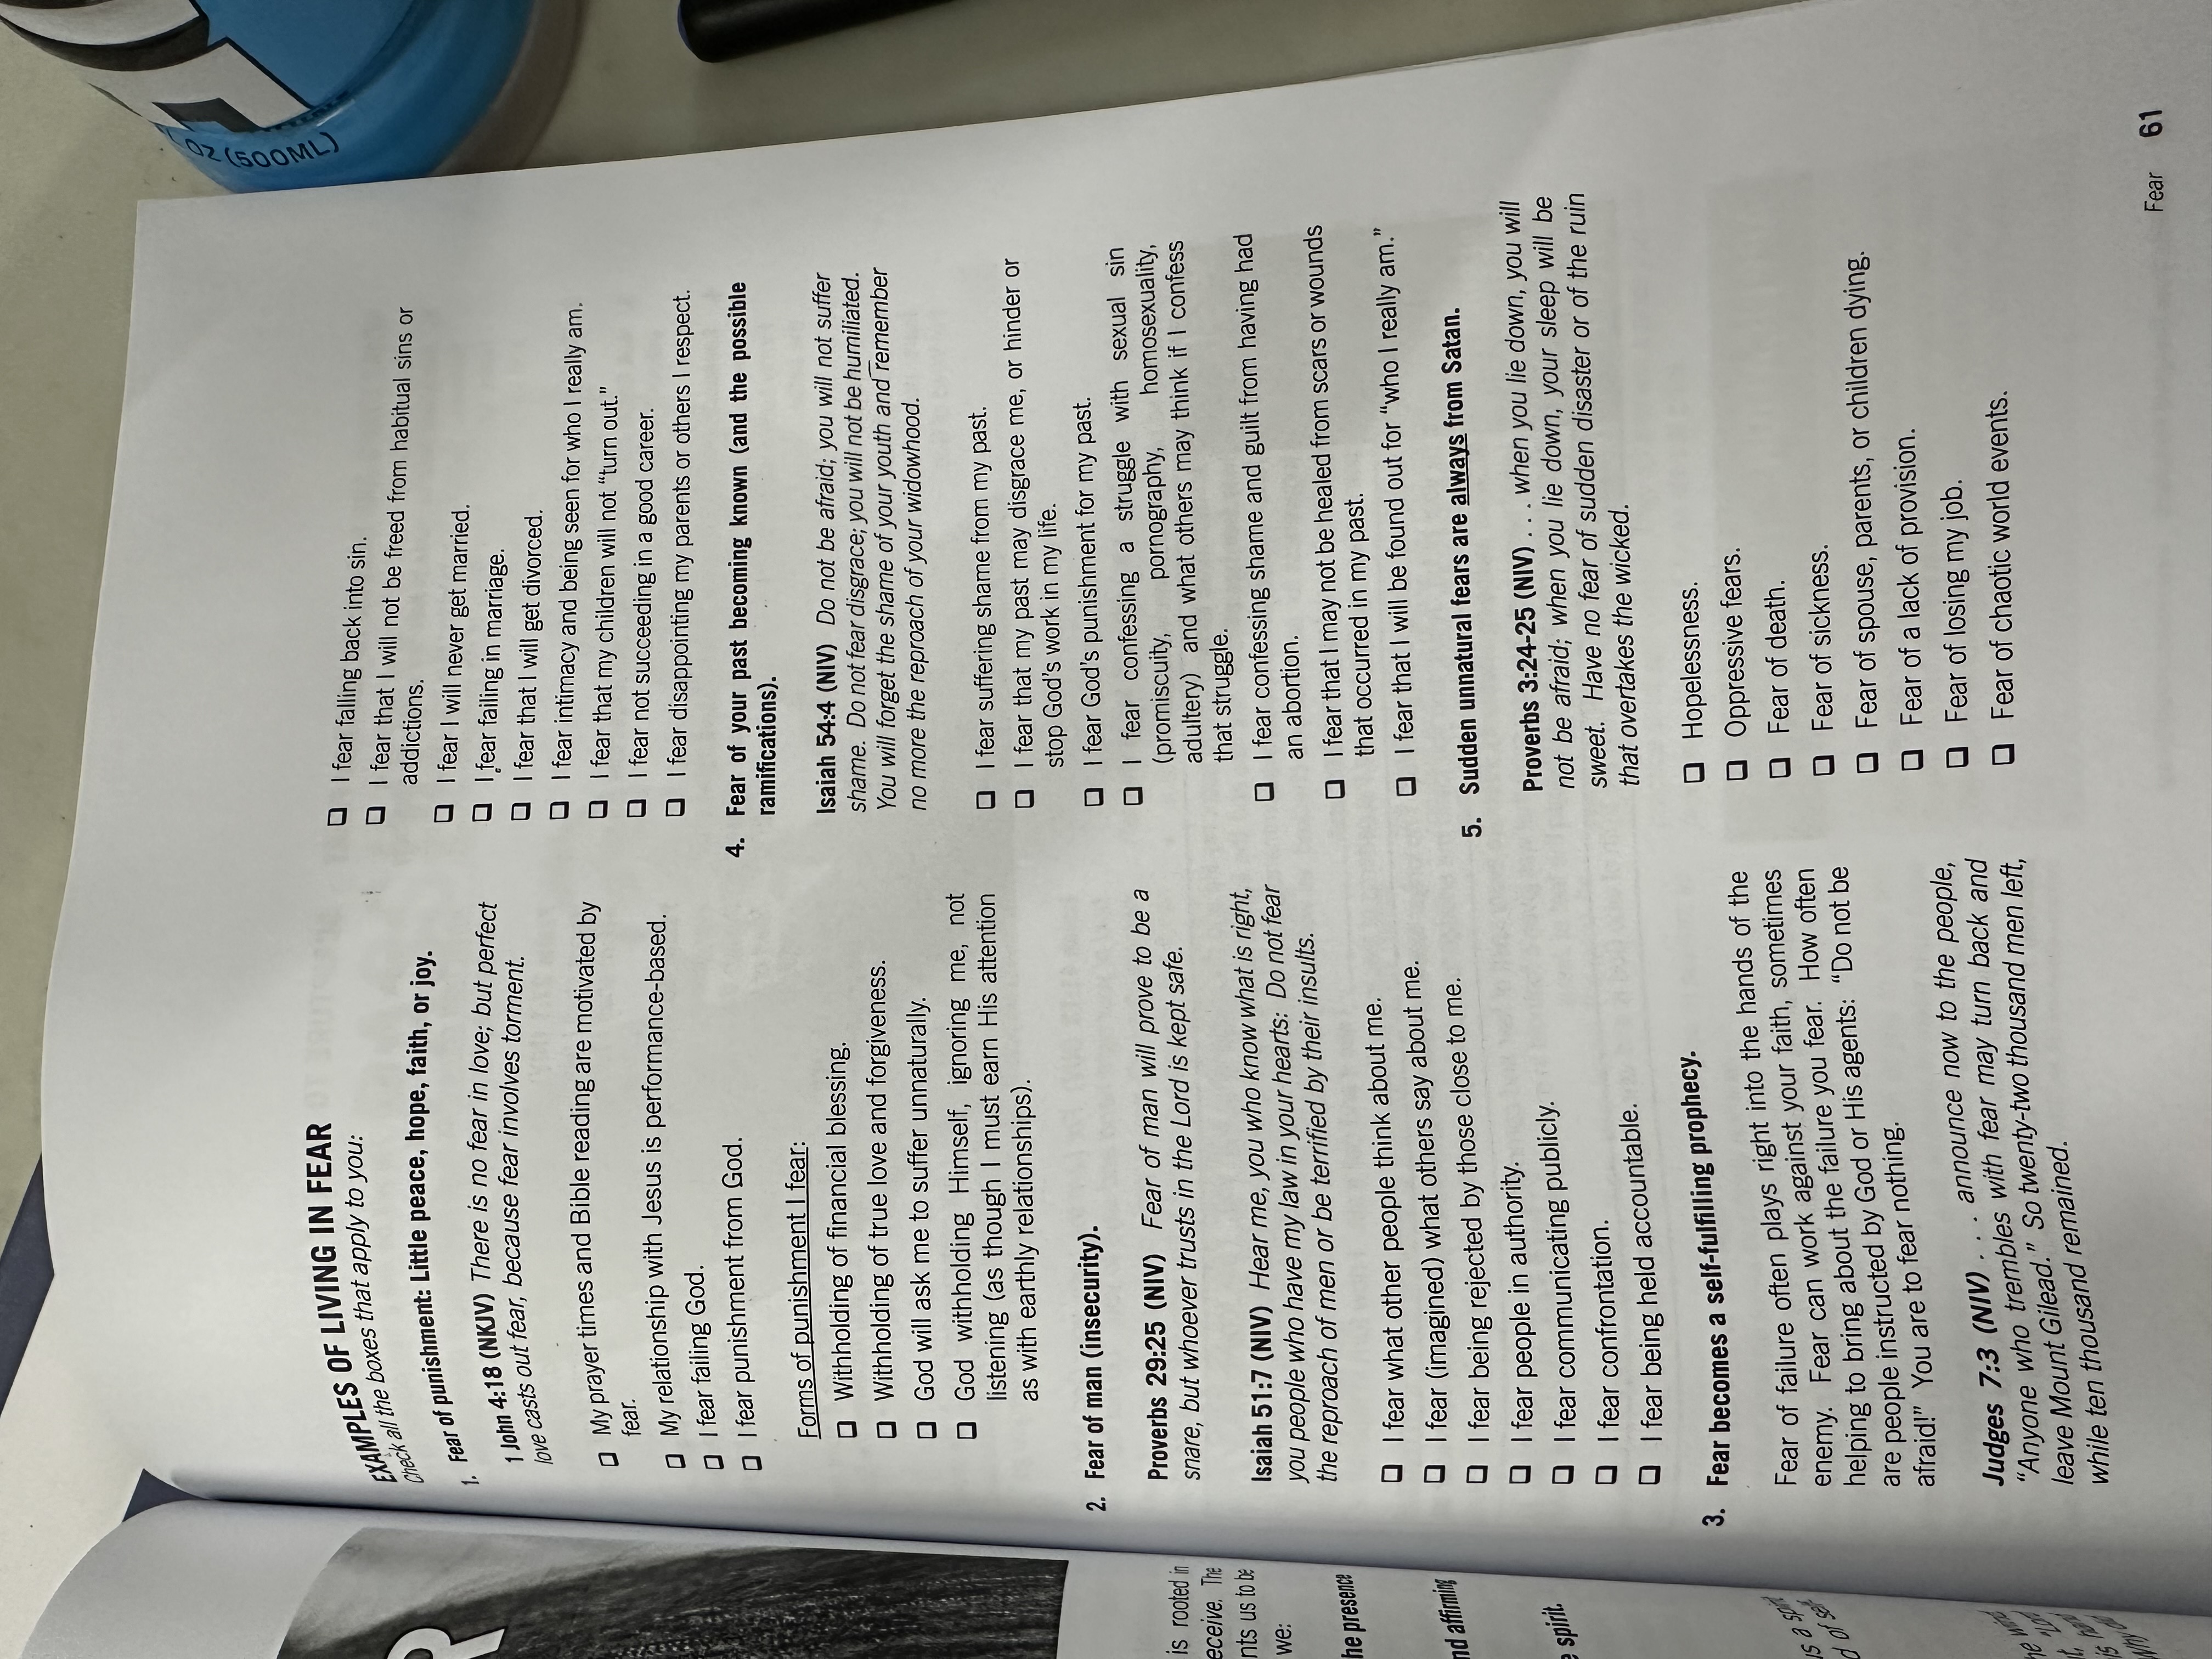 R
is rooted in
eceive. The
nts us to be
we:
he presence
nd affirming
e spirit.
us a spirit
d of self-
he wind,
t, "Lord
is hand
Why did
EXAMPLES OF LIVING IN FEAR
Check all the boxes that apply to you:
1. Fear of punishment: Little peace, hope, faith, or joy.
1 John 4:18 (NKJV) There is no fear in love; but perfect
love casts out fear, because fear involves torment.
❏ My prayer times and Bible reading are motivated by
fear.
❏ My relationship with Jesus is performance-based.
❏ I fear failing God.
❏ I fear punishment from God.
Forms of punishment I fear:
❏ Withholding of financial blessing.
❏ Withholding of true love and forgiveness.
❏ God will ask me to suffer unnaturally.
❏ God withholding Himself, ignoring me, not
listening (as though I must earn His attention
as with earthly relationships).
2. Fear of man (insecurity).
Proverbs 29:25 (NIV) Fear of man will prove to be a
snare, but whoever trusts in the Lord is kept safe.
Isaiah 51:7 (NIV) Hear me, you who know what is right,
you people who have my law in your hearts: Do not fear
the reproach of men or be terrified by their insults.
❏ I fear what other people think about me.
❏ I fear (imagined) what others say about me.
❏ I fear being rejected by those close to me.
❏ I fear people in authority.
❏ I fear communicating publicly.
❏ I fear confrontation.
❏ I fear being held accountable.
3. Fear becomes a self-fulfilling prophecy.
Fear of failure often plays right into the hands of the
enemy. Fear can work against your faith, sometimes
helping to bring about the failure you fear. How often
are people instructed by God or His agents: "Do not be
afraid!" You are to fear nothing.
Judges 7:3 (NIV) . . . announce now to the people,
"Anyone who trembles with fear may turn back and
leave Mount Gilead." So twenty-two thousand men left,
while ten thousand remained.
❏ I fear falling back into sin.
❏ I fear that I will not be freed from habitual sins or
addictions.
❏ I fear I will never get married.
❏ I fear failing in marriage.
❏ I fear that I will get divorced.
❏ I fear intimacy and being seen for who I really am.
❏ I fear that my children will not "turn out."
❏ I fear not succeeding in a good career.
❏ I fear disappointing my parents or others I respect.
4. Fear of your past becoming known (and the possible
ramifications).
Isaiah 54:4 (NIV) Do not be afraid; you will not suffer
shame. Do not fear disgrace; you will not be humiliated.
You will forget the shame of your youth and remember
no more the reproach of your widowhood.
❏ I fear suffering shame from my past.
❏ I fear that my past may disgrace me, or hinder or
stop God's work in my life.
❏ I fear God's punishment for my past.
❏ I fear confessing a struggle with sexual sin
(promiscuity, pornography, homosexuality,
adultery) and what others may think if I confess
that struggle.
❏ I fear confessing shame and guilt from having had
an abortion.
❏ I fear that I may not be healed from scars or wounds
that occurred in my past.
❏ I fear that I will be found out for "who I really am."
5. Sudden unnatural fears are always from Satan.
Proverbs 3:24-25 (NIV) . . . when you lie down, you will
not be afraid; when you lie down, your sleep will be
sweet. Have no fear of sudden disaster or of the ruin
that overtakes the wicked.
❏ Hopelessness.
❏ Oppressive fears.
❏ Fear of death.
❏ Fear of sickness.
❏ Fear of spouse, parents, or children dying.
❏ Fear of a lack of provision.
❏ Fear of losing my job.
❏ Fear of chaotic world events.
Fear 61
OZ (500ML)